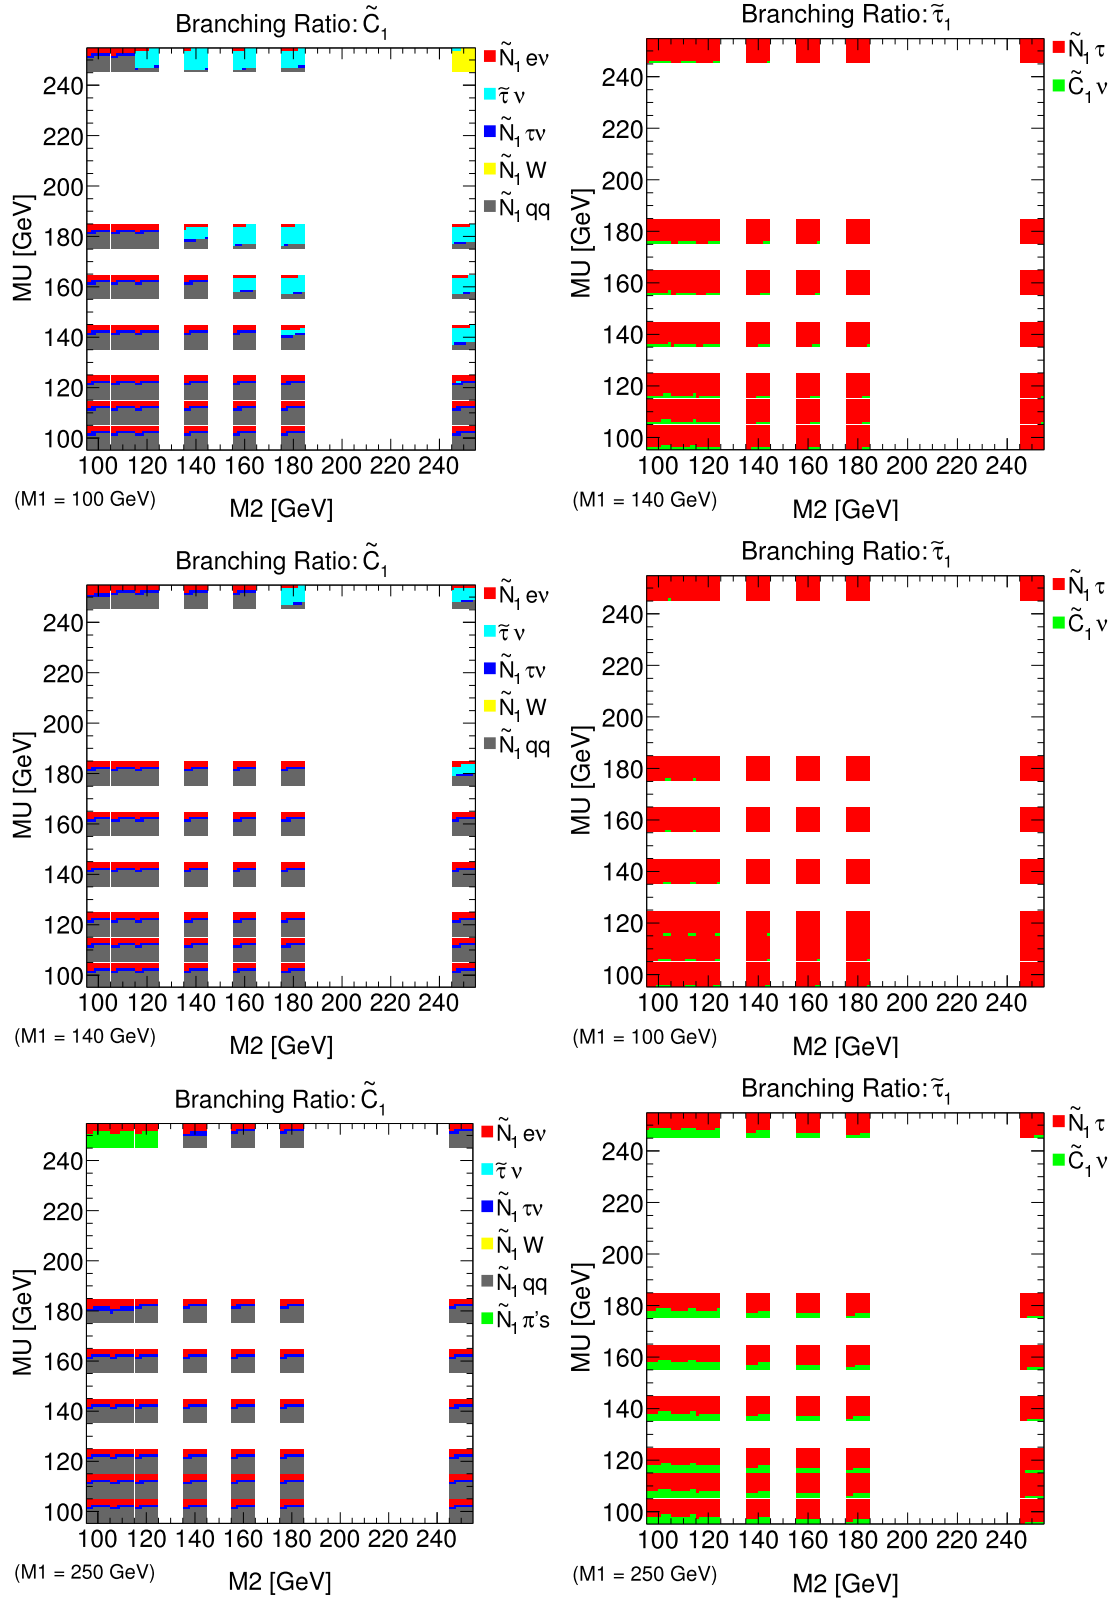 Branching Ratio: C̃₁
Ñ₁ eν
τ̃ ν
Ñ₁ τν
Ñ₁ W
Ñ₁ qq
MU [GeV]
240
220
200
180
160
140
120
100
100 120 140 160 180 200 220 240
(M1 = 100 GeV)
M2 [GeV]
Branching Ratio: τ̃₁
Ñ₁ τ
C̃₁ ν
MU [GeV]
240
220
200
180
160
140
120
100
100 120 140 160 180 200 220 240
(M1 = 140 GeV)
M2 [GeV]
Branching Ratio: C̃₁
Ñ₁ eν
τ̃ ν
Ñ₁ τν
Ñ₁ W
Ñ₁ qq
MU [GeV]
240
220
200
180
160
140
120
100
100 120 140 160 180 200 220 240
(M1 = 140 GeV)
M2 [GeV]
Branching Ratio: τ̃₁
Ñ₁ τ
C̃₁ ν
MU [GeV]
240
220
200
180
160
140
120
100
100 120 140 160 180 200 220 240
(M1 = 100 GeV)
M2 [GeV]
Branching Ratio: C̃₁
Ñ₁ eν
τ̃ ν
Ñ₁ τν
Ñ₁ W
Ñ₁ qq
Ñ₁ π's
MU [GeV]
240
220
200
180
160
140
120
100
100 120 140 160 180 200 220 240
(M1 = 250 GeV)
M2 [GeV]
Branching Ratio: τ̃₁
Ñ₁ τ
C̃₁ ν
MU [GeV]
240
220
200
180
160
140
120
100
100 120 140 160 180 200 220 240
(M1 = 250 GeV)
M2 [GeV]